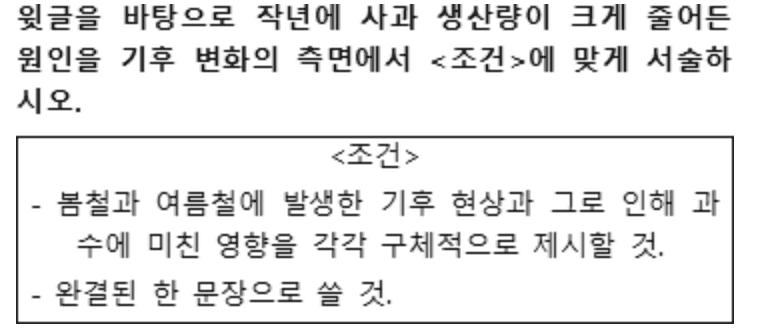 윗글을 바탕으로 작년에 사과 생산량이 크게 줄어든
원인을 기후 변화의 측면에서 <조건>에 맞게 서술하
시오.
<조건>
- 봄철과 여름철에 발생한 기후 현상과 그로 인해 과
수에 미친 영향을 각각 구체적으로 제시할 것.
- 완결된 한 문장으로 쓸 것.